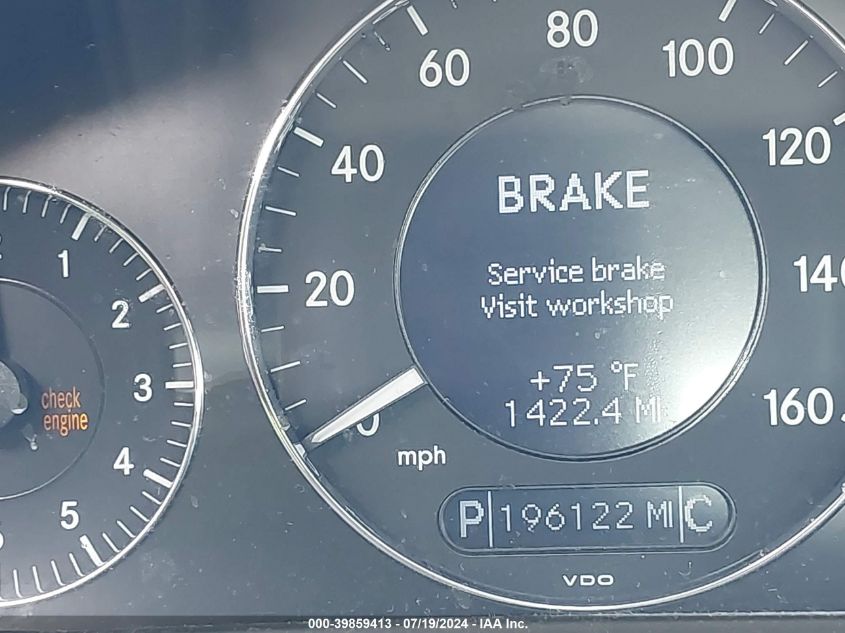 80
60
100
40
120
BRAKE
1
Service brake
20
2
Visit workshop
+75 °F
3
1422.4 MI
check
engine
160
0
4
mph
5
P 196122 MI C
VDO
000-39859413 - 07/19/2024 - IAA Inc.